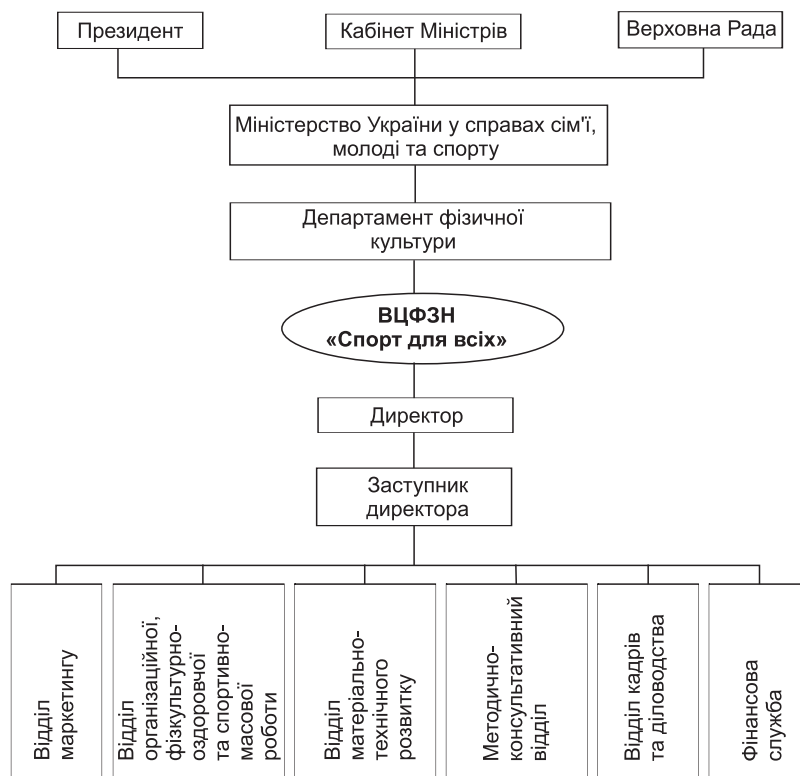 Президент
Кабінет Міністрів
Верховна Рада
Міністерство України у справах сім'ї,
молоді та спорту
Департамент фізичної
культури
ВЦФЗН
«Спорт для всіх»
Директор
Заступник
директора
Відділ
маркетингу
Відділ
організаційної,
фізкультурно-
оздоровчої
та спортивно-
масової
роботи
Відділ
матеріально-
технічного
розвитку
Методично-
консультативний
відділ
Відділ кадрів
та діловодства
Фінансова
служба